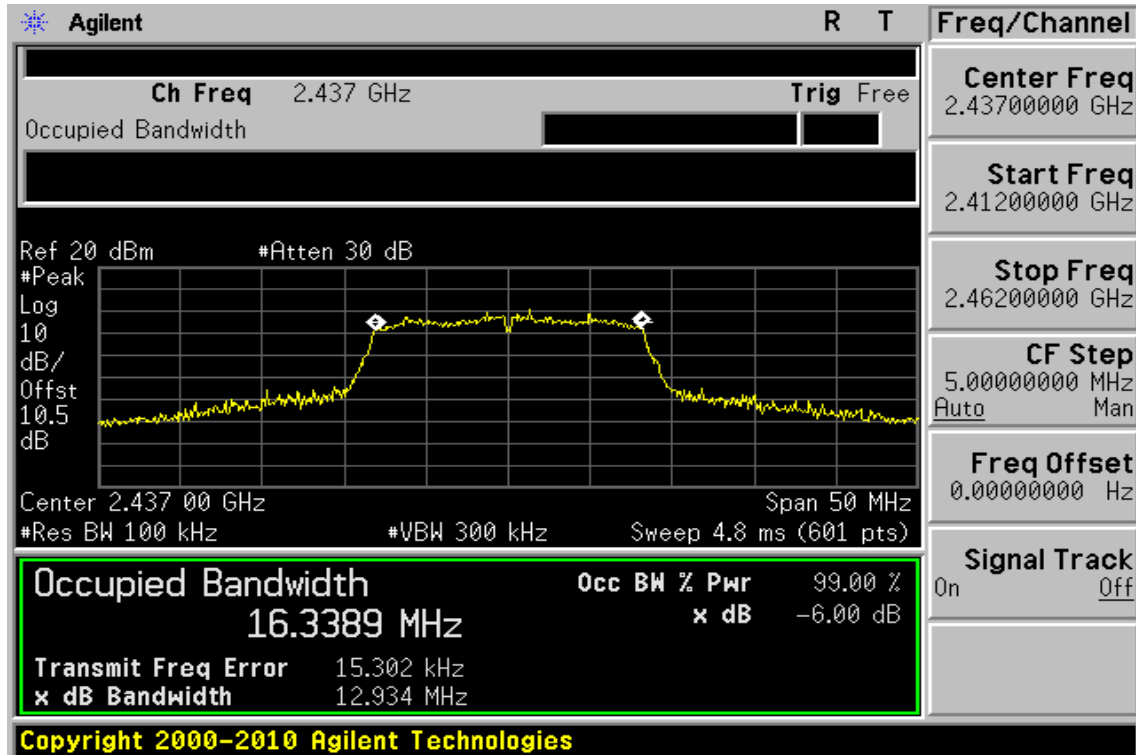 Agilent R T
Ch Freq 2.437 GHz Trig Free
Occupied Bandwidth
Ref 20 dBm #Atten 30 dB
#Peak
Log
10
dB/
Offst
10.5
dB
Center 2.437 00 GHz Span 50 MHz
#Res BW 100 kHz #VBW 300 kHz Sweep 4.8 ms (601 pts)
Occupied Bandwidth Occ BW % Pwr 99.00 %
16.3389 MHz x dB -6.00 dB
Transmit Freq Error 15.302 kHz
x dB Bandwidth 12.934 MHz
Copyright 2000-2010 Agilent Technologies
Freq/Channel
Center Freq
2.43700000 GHz
Start Freq
2.41200000 GHz
Stop Freq
2.46200000 GHz
CF Step
5.00000000 MHz
Auto Man
Freq Offset
0.00000000 Hz
Signal Track
On Off